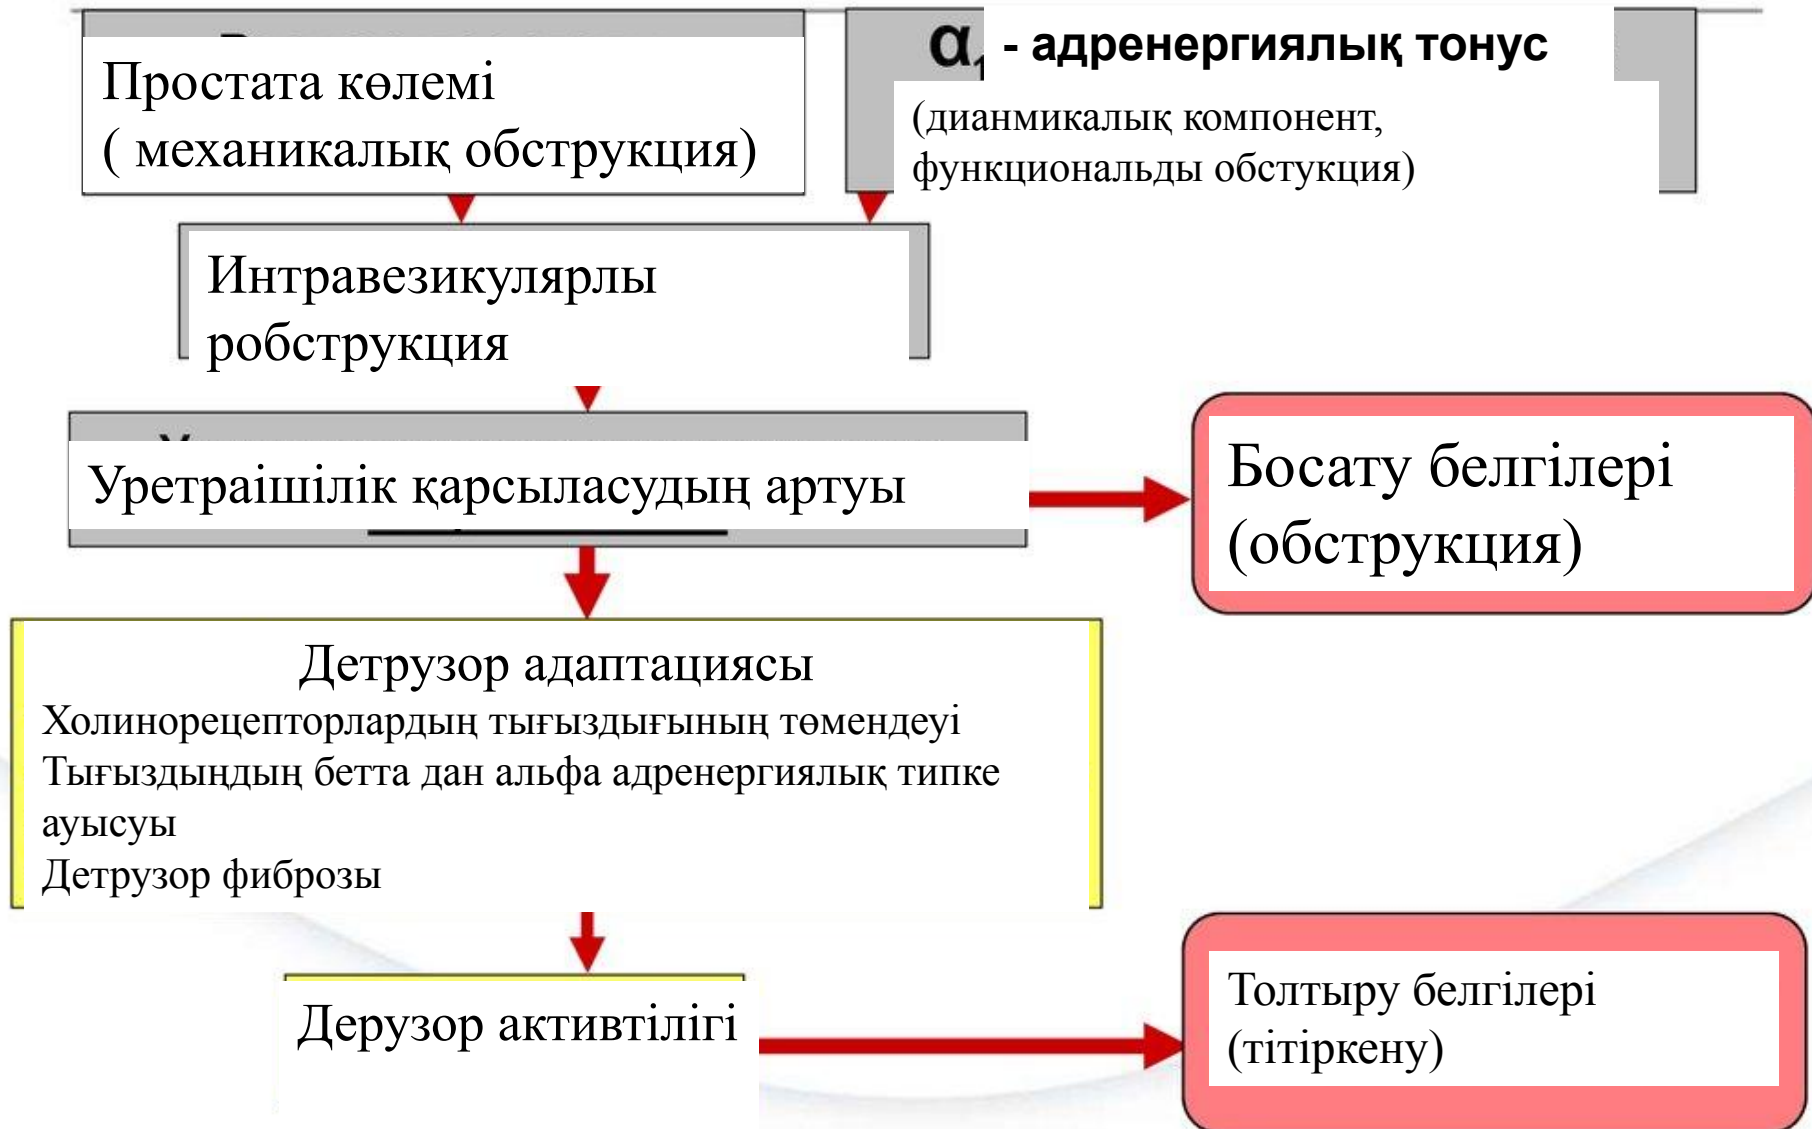 Простата көлемі
( механикалық обструкция)
α₁ - адренергиялық тонус
(дианмикалық компонент,
функциональды обстукция)
Интравезикулярлы
робструкция
Уретраішілік қарсыласудың артуы
Босату белгілері
(обструкция)
Детрузор адаптациясы
Холинорецепторлардың тығыздығының төмендеуі
Тығыздыңдың бетта дан альфа адренергиялық типке
ауысуы
Детрузор фиброзы
Дерузор активтілігі
Толтыру белгілері
(тітіркену)